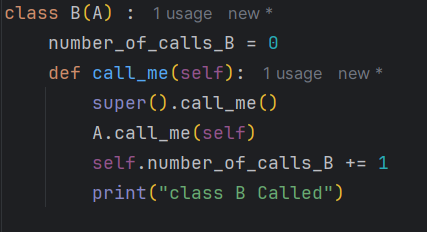 class B(A) : 1 usage new *
    number_of_calls_B = 0
    def call_me(self): 1 usage new *
        super().call_me()
        A.call_me(self)
        self.number_of_calls_B += 1
        print("class B Called")